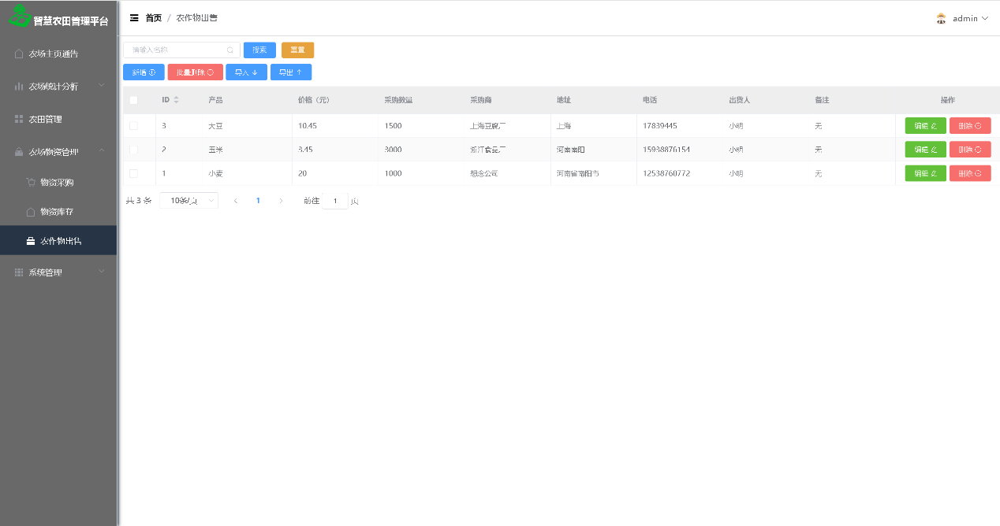 智慧农田管理平台
首页 / 农作物出售
admin
农场主页通告
农场统计分析
农田管理
农场物资管理
物资采购
物资库存
农作物出售
系统管理
请输入名称 搜索 重置
新增 批量删除 导入 导出
ID 产品 价格（元） 采购数量 采购商 地址 电话 出货人 备注 操作
3 大豆 10.45 1500 上海豆腐厂 上海 17839445 小明 无 编辑 删除
2 玉米 3.45 3000 浙江食品厂 河南南阳 15938876154 小明 无 编辑 删除
1 小麦 20 1000 想念公司 河南省南阳市 12538760772 小明 无 编辑 删除
共 3 条 10条/页 1 前往 1 页